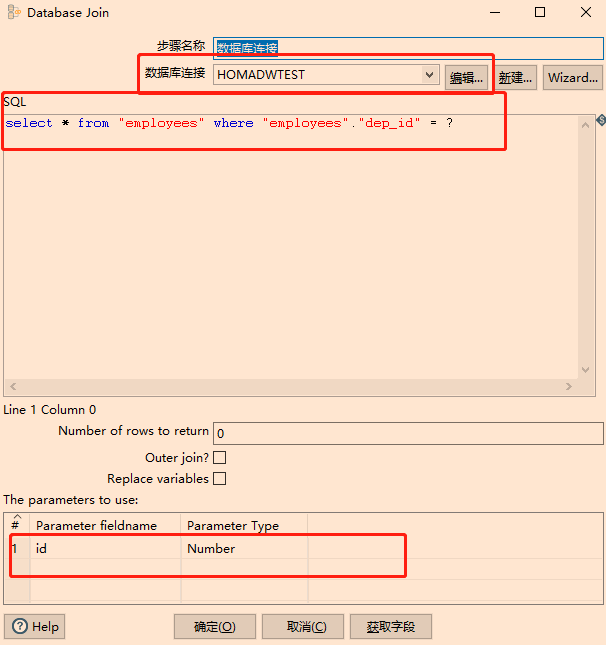 Database Join
步骤名称 数据库连接
数据库连接 HOMADWTEST 编辑... 新建... Wizard...
SQL
select * from "employees" where "employees"."dep_id" = ?
Line 1 Column 0
Number of rows to return 0
Outer join?
Replace variables
The parameters to use:
# Parameter fieldname Parameter Type
1 id Number
Help 确定(O) 取消(C) 获取字段